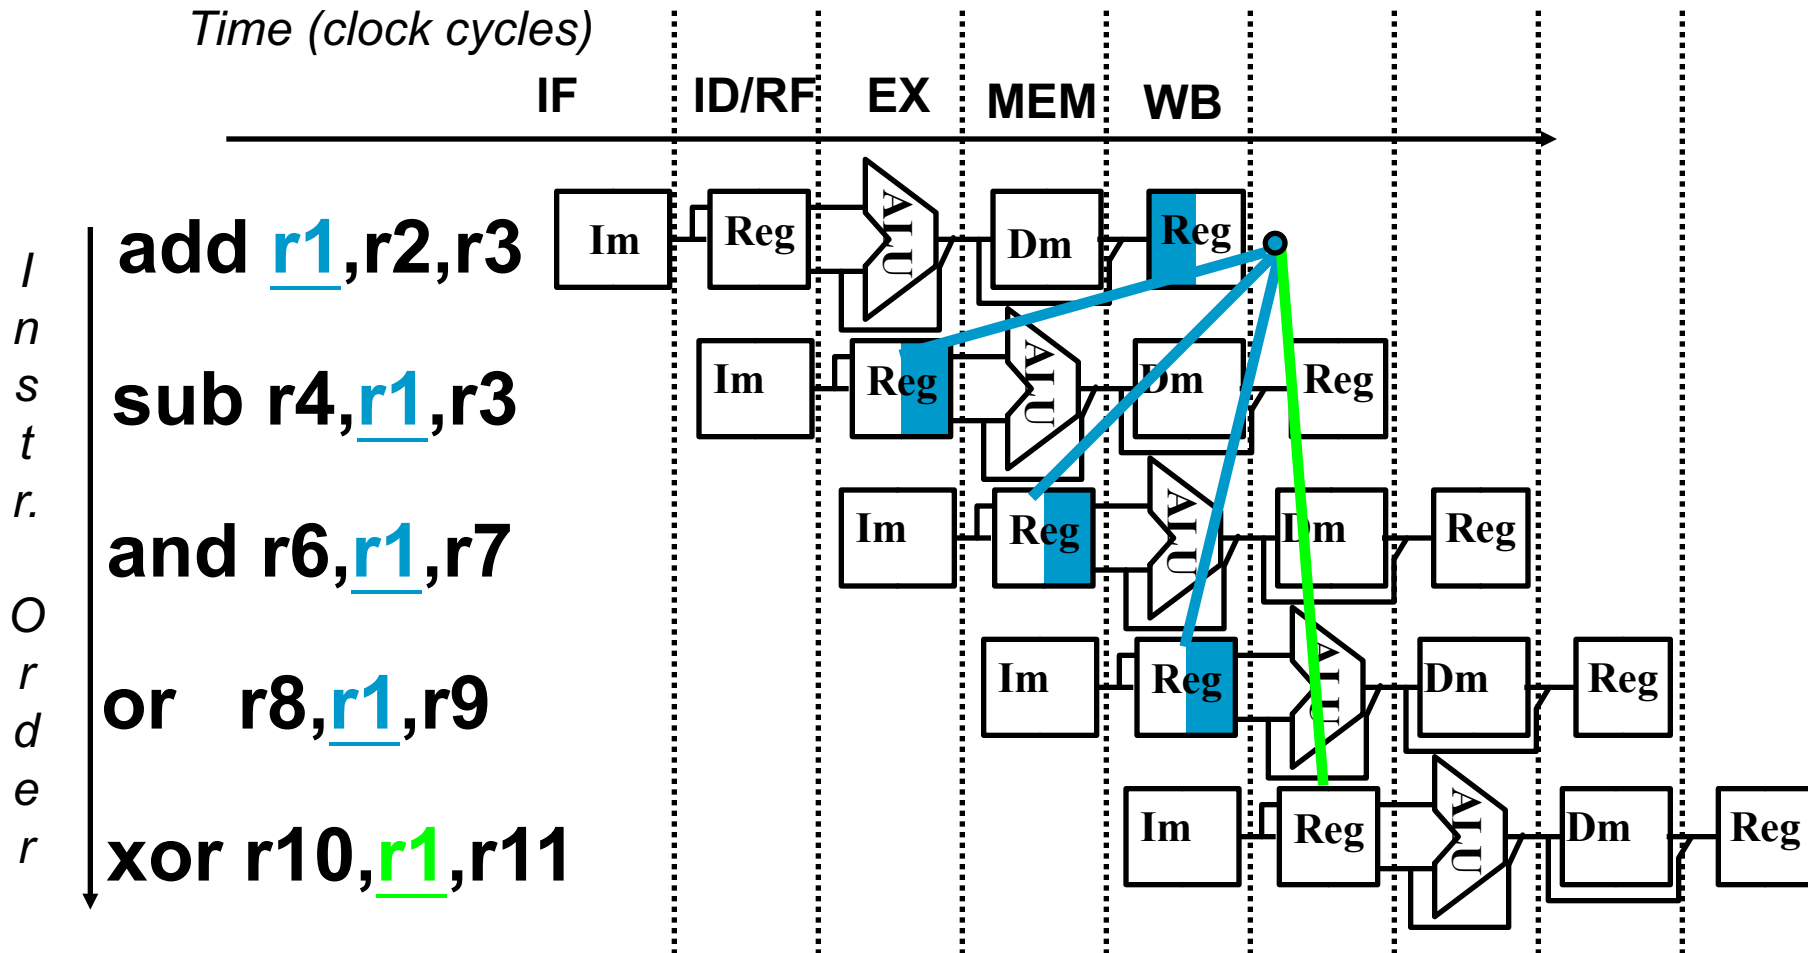 Time (clock cycles)
IF ID/RF EX MEM WB
Instr. Order
add r1,r2,r3 Im Reg ALU Dm Reg
sub r4,r1,r3 Im Reg ALU Dm Reg
and r6,r1,r7 Im Reg ALU Dm Reg
or r8,r1,r9 Im Reg ALU Dm Reg
xor r10,r1,r11 Im Reg ALU Dm Reg